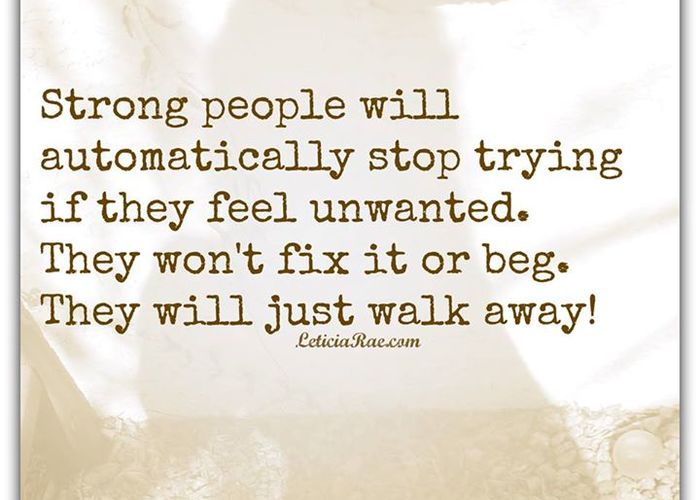 Strong people will
automatically stop trying
if they feel unwanted.
They won't fix it or beg.
They will just walk away!
LeticiaRae.com